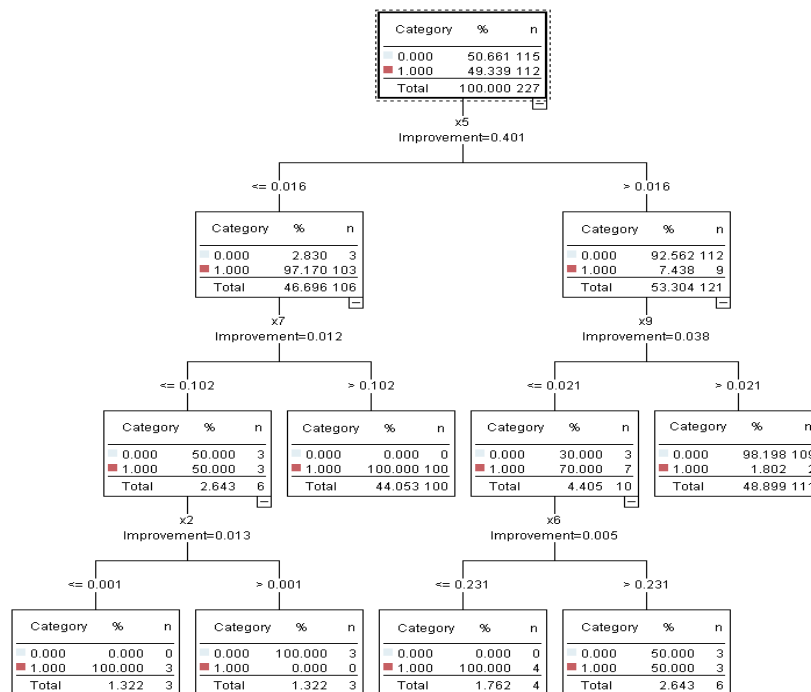 Category % n
0.000 50.661 115
1.000 49.339 112
Total 100.000 227
x5
Improvement=0.401
<= 0.016
> 0.016
Category % n
0.000 2.830 3
1.000 97.170 103
Total 46.696 106
Category % n
0.000 92.562 112
1.000 7.438 9
Total 53.304 121
x7
Improvement=0.012
x9
Improvement=0.038
<= 0.102
> 0.102
<= 0.021
> 0.021
Category % n
0.000 50.000 3
1.000 50.000 3
Total 2.643 6
Category % n
0.000 0.000 0
1.000 100.000 100
Total 44.053 100
Category % n
0.000 30.000 3
1.000 70.000 7
Total 4.405 10
Category % n
0.000 98.198 109
1.000 1.802 2
Total 48.899 111
x2
Improvement=0.013
x6
Improvement=0.005
<= 0.001
> 0.001
<= 0.231
> 0.231
Category % n
0.000 0.000 0
1.000 100.000 3
Total 1.322 3
Category % n
0.000 100.000 3
1.000 0.000 0
Total 1.322 3
Category % n
0.000 0.000 0
1.000 100.000 4
Total 1.762 4
Category % n
0.000 50.000 3
1.000 50.000 3
Total 2.643 6